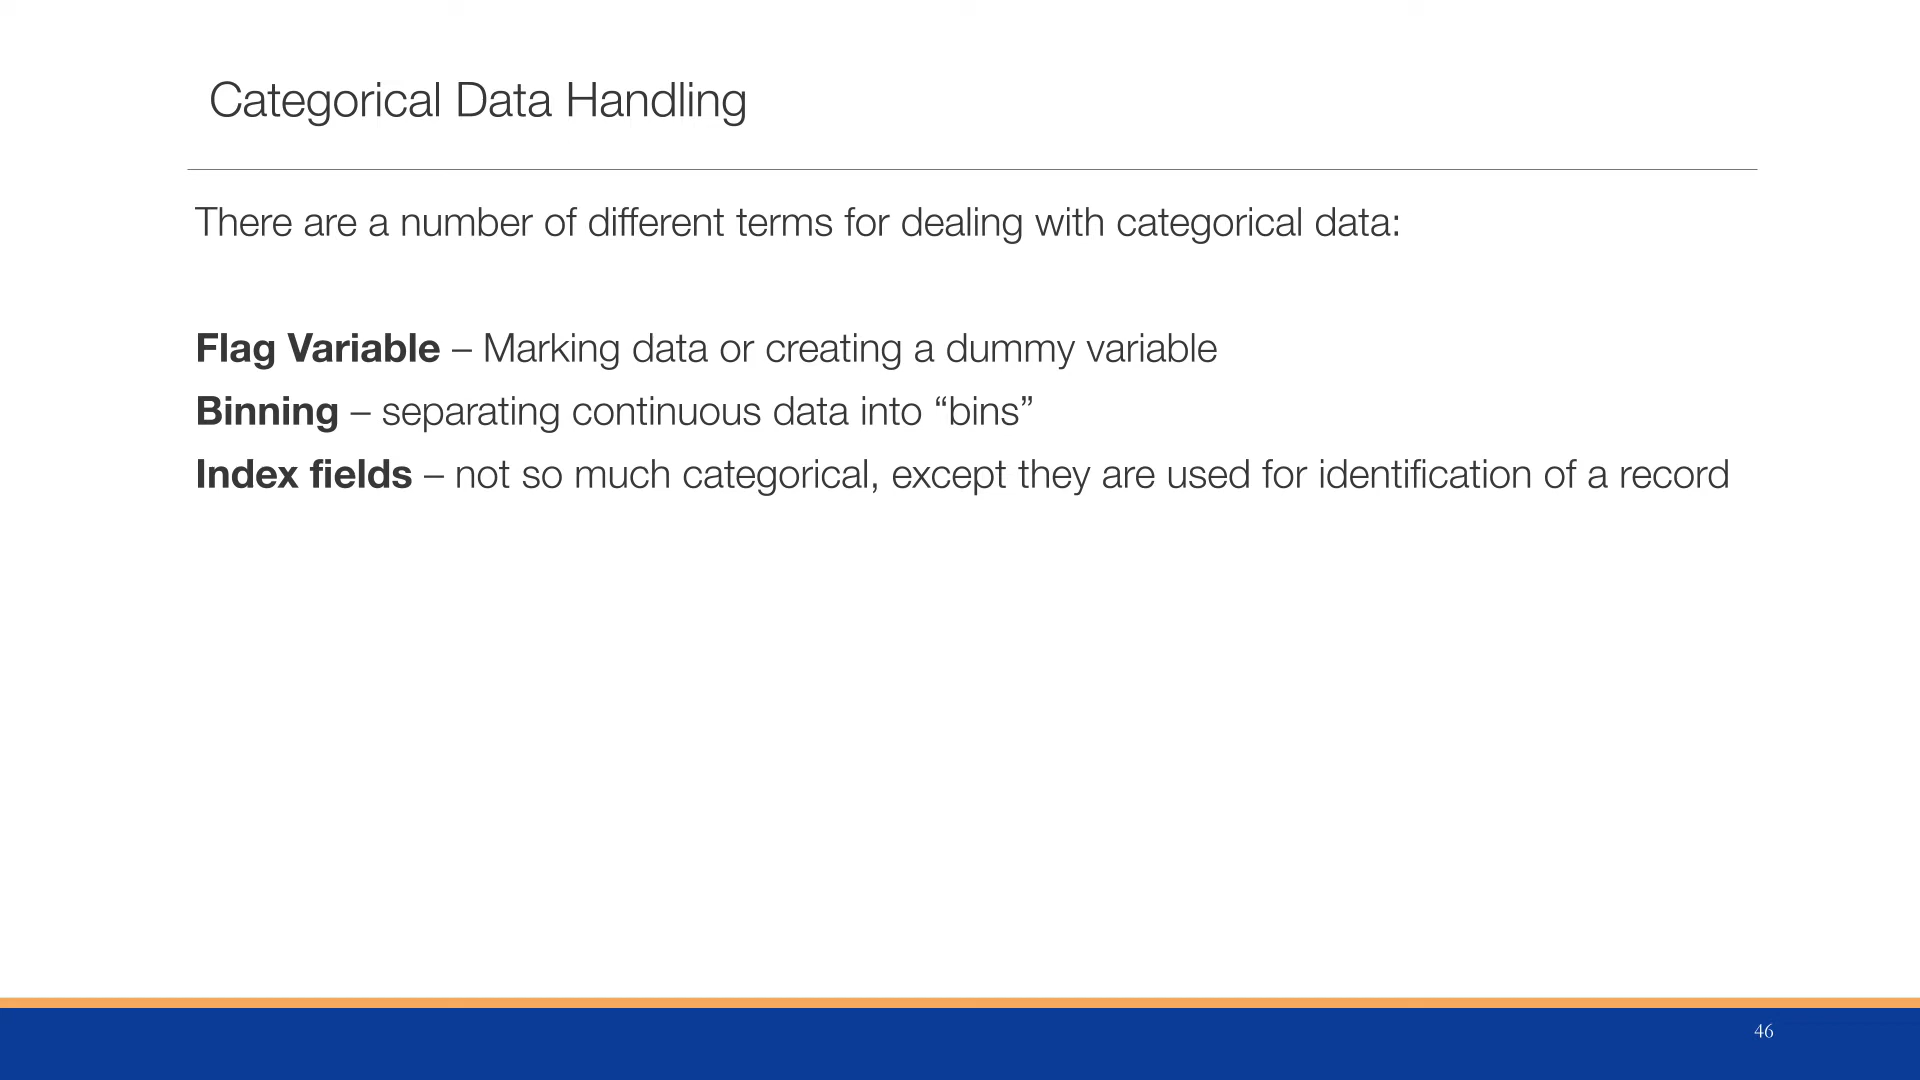 Categorical Data Handling
There are a number of different terms for dealing with categorical data:
Flag Variable – Marking data or creating a dummy variable
Binning – separating continuous data into “bins”
Index fields – not so much categorical, except they are used for identification of a record
46